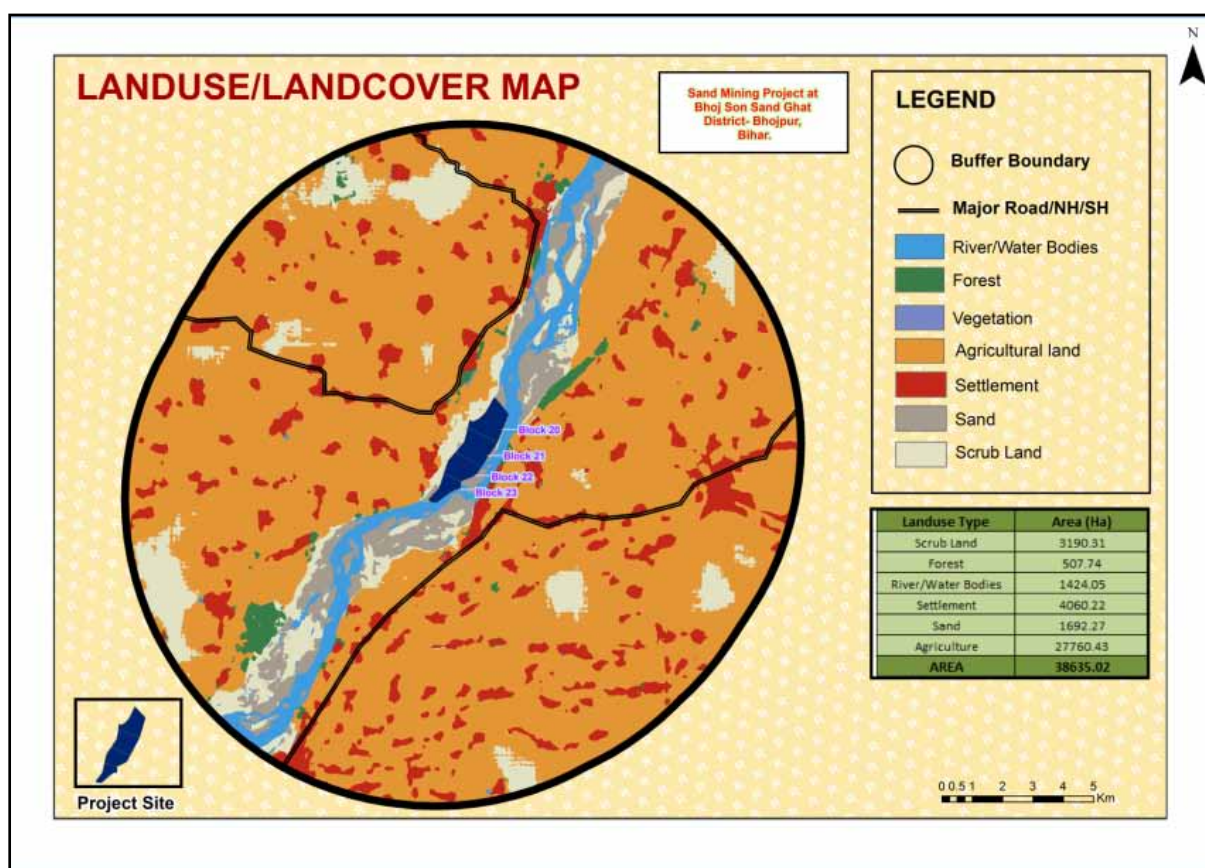 N
LANDUSE/LANDCOVER MAP
Sand Mining Project at
Bhoj Son Sand Ghat
District- Bhojpur,
Bihar.
LEGEND
Buffer Boundary
Major Road/NH/SH
River/Water Bodies
Forest
Vegetation
Agricultural land
Settlement
Sand
Scrub Land
Block 20
Block 21
Block 22
Block 23
Landuse Type Area (Ha)
Scrub Land 3190.31
Forest 507.74
River/Water Bodies 1424.05
Settlement 4060.22
Sand 1692.27
Agriculture 27760.43
AREA 38635.02
Project Site
0 0.5 1 2 3 4 5
Km